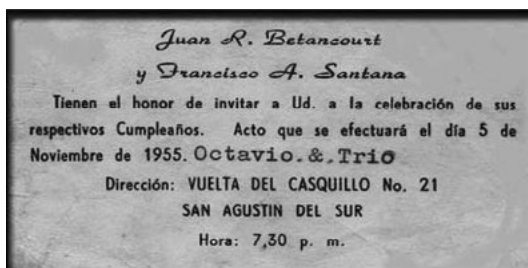 Juan R. Betancourt
y Francisco A. Santana
Tienen el honor de invitar a Ud. a la celebración de sus
respectivos Cumpleaños. Acto que se efectuará el día 5 de
Noviembre de 1955. Octavio.&.Trio
Dirección: VUELTA DEL CASQUILLO No. 21
SAN AGUSTIN DEL SUR
Hora: 7,30 p. m.